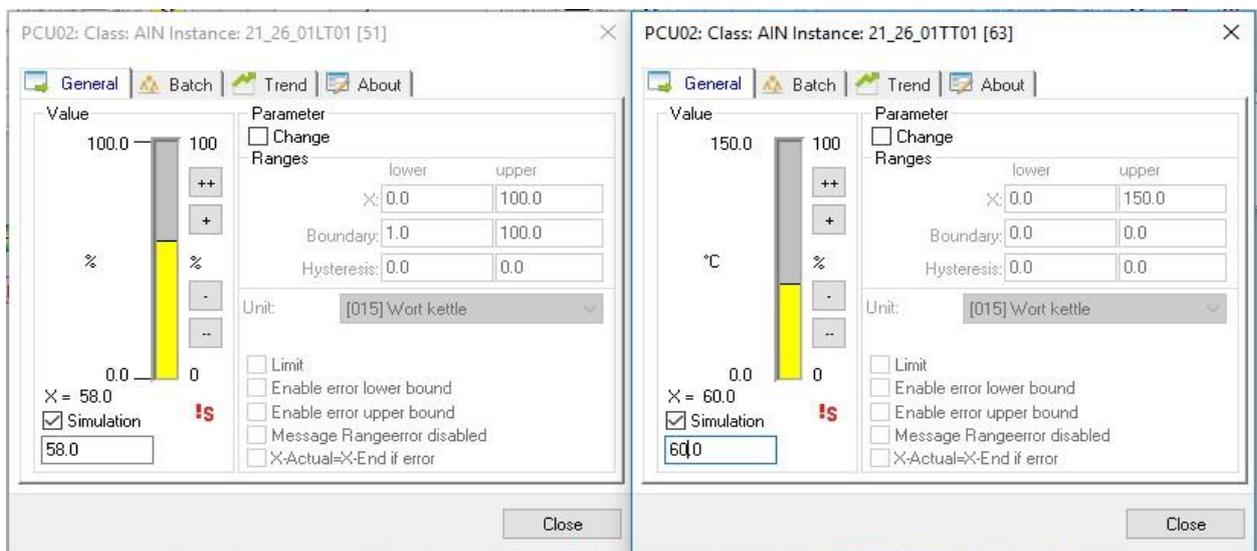 PCU02: Class: AIN Instance: 21_26_01LT01 [51]
General Batch Trend About
Value
100.0
100
++
+
%
%
-
--
0.0
0
X = 58.0
!S
Simulation
58.0
Parameter
Change
Ranges
lower upper
X: 0.0 100.0
Boundary: 1.0 100.0
Hysteresis: 0.0 0.0
Unit: [015] Wort kettle
Limit
Enable error lower bound
Enable error upper bound
Message Rangeerror disabled
X-Actual=X-End if error
Close
PCU02: Class: AIN Instance: 21_26_01TT01 [63]
General Batch Trend About
Value
150.0
100
++
+
°C
%
-
--
0.0
0
X = 60.0
!S
Simulation
60.0
Parameter
Change
Ranges
lower upper
X: 0.0 150.0
Boundary: 0.0 0.0
Hysteresis: 0.0 0.0
Unit: [015] Wort kettle
Limit
Enable error lower bound
Enable error upper bound
Message Rangeerror disabled
X-Actual=X-End if error
Close